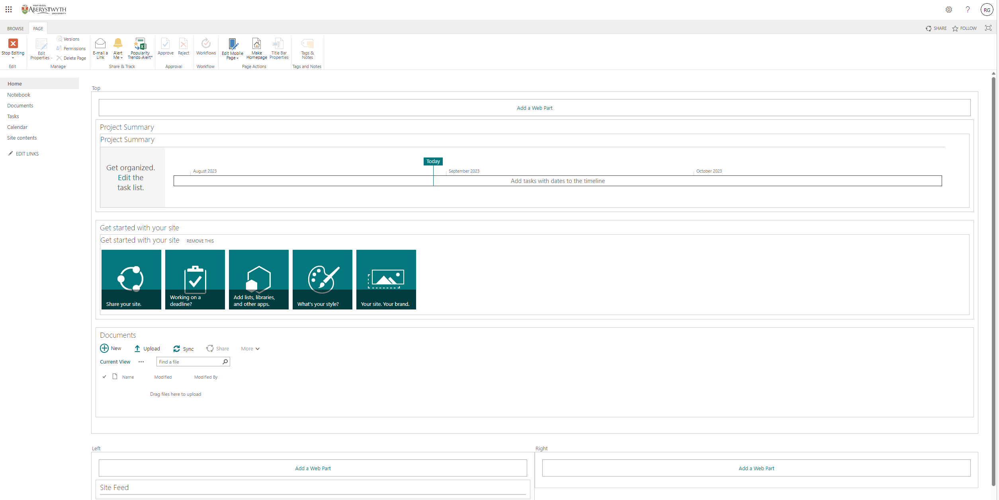 1872
PRIFYSGOL
ABERYSTWYTH
UNIVERSITY
RG
BROWSE
PAGE
SHARE
FOLLOW
Stop Editing
Edit
Edit
Properties
Versions
Permissions
Delete Page
Manage
E-mail a
Link
Alert
Me
Popularity
Trends-Alert*
Share & Track
Approve
Reject
Approval
Workflows
Workflow
Edit Mobile
Page
Make
Homepage
Title Bar
Properties
Page Actions
Tags &
Notes
Tags and Notes
Home
Notebook
Documents
Tasks
Calendar
Site contents
EDIT LINKS
Top
Add a Web Part
Project Summary
Project Summary
Get organized.
Edit the
task list.
Today
August 2023
September 2023
October 2023
Add tasks with dates to the timeline
Get started with your site
Get started with your site REMOVE THIS
Share your site.
Working on a
deadline?
Add lists, libraries,
and other apps.
What's your style?
Your site. Your brand.
Documents
New
Upload
Sync
Share
More
Current View ...
Find a file
Name
Modified
Modified By
Drag files here to upload
Left
Add a Web Part
Site Feed
Right
Add a Web Part